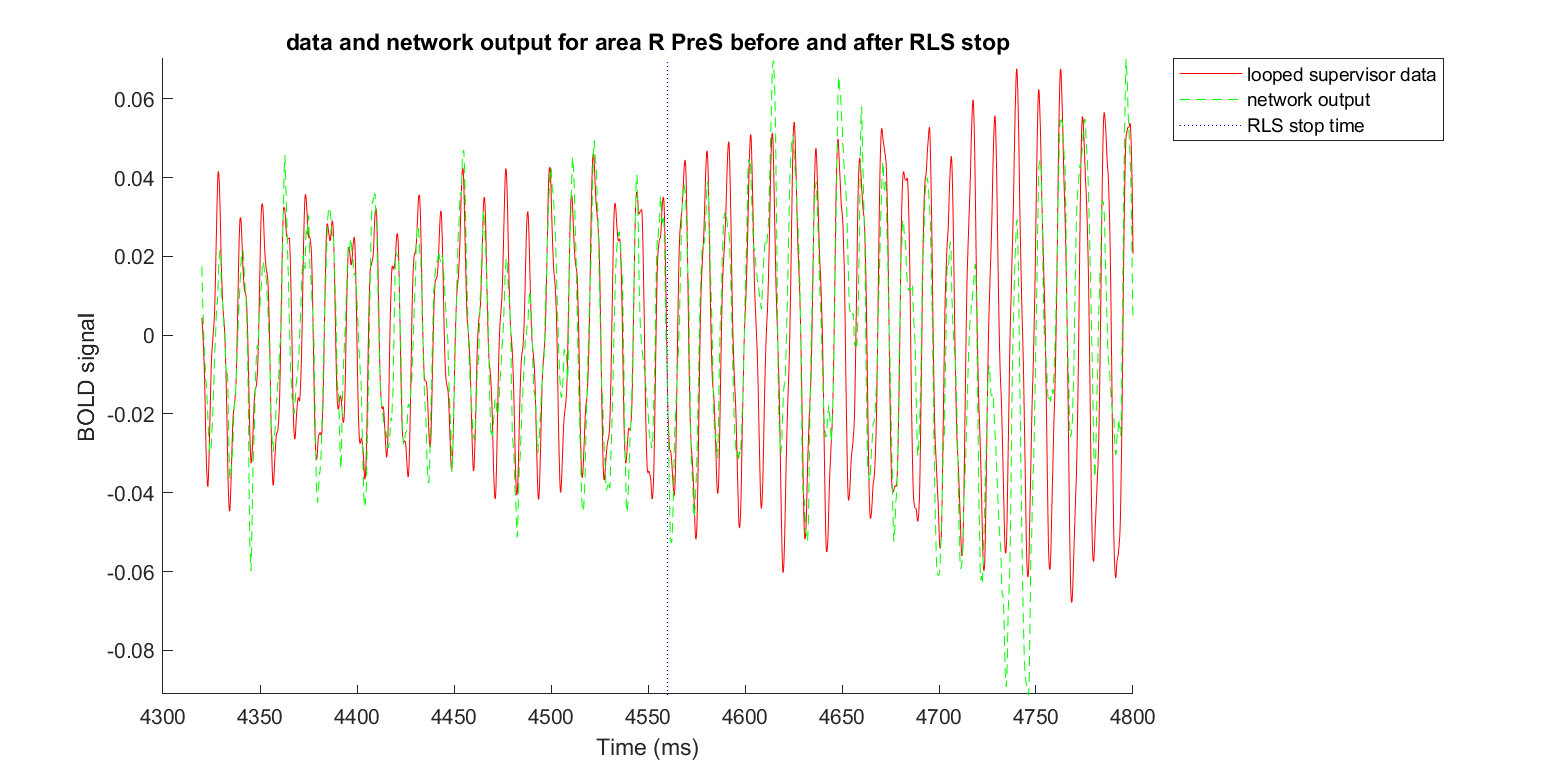 data and network output for area R PreS before and after RLS stop
looped supervisor data
network output
RLS stop time
0.06
0.04
0.02
0
-0.02
-0.04
-0.06
-0.08
BOLD signal
4300 4350 4400 4450 4500 4550 4600 4650 4700 4750 4800
Time (ms)